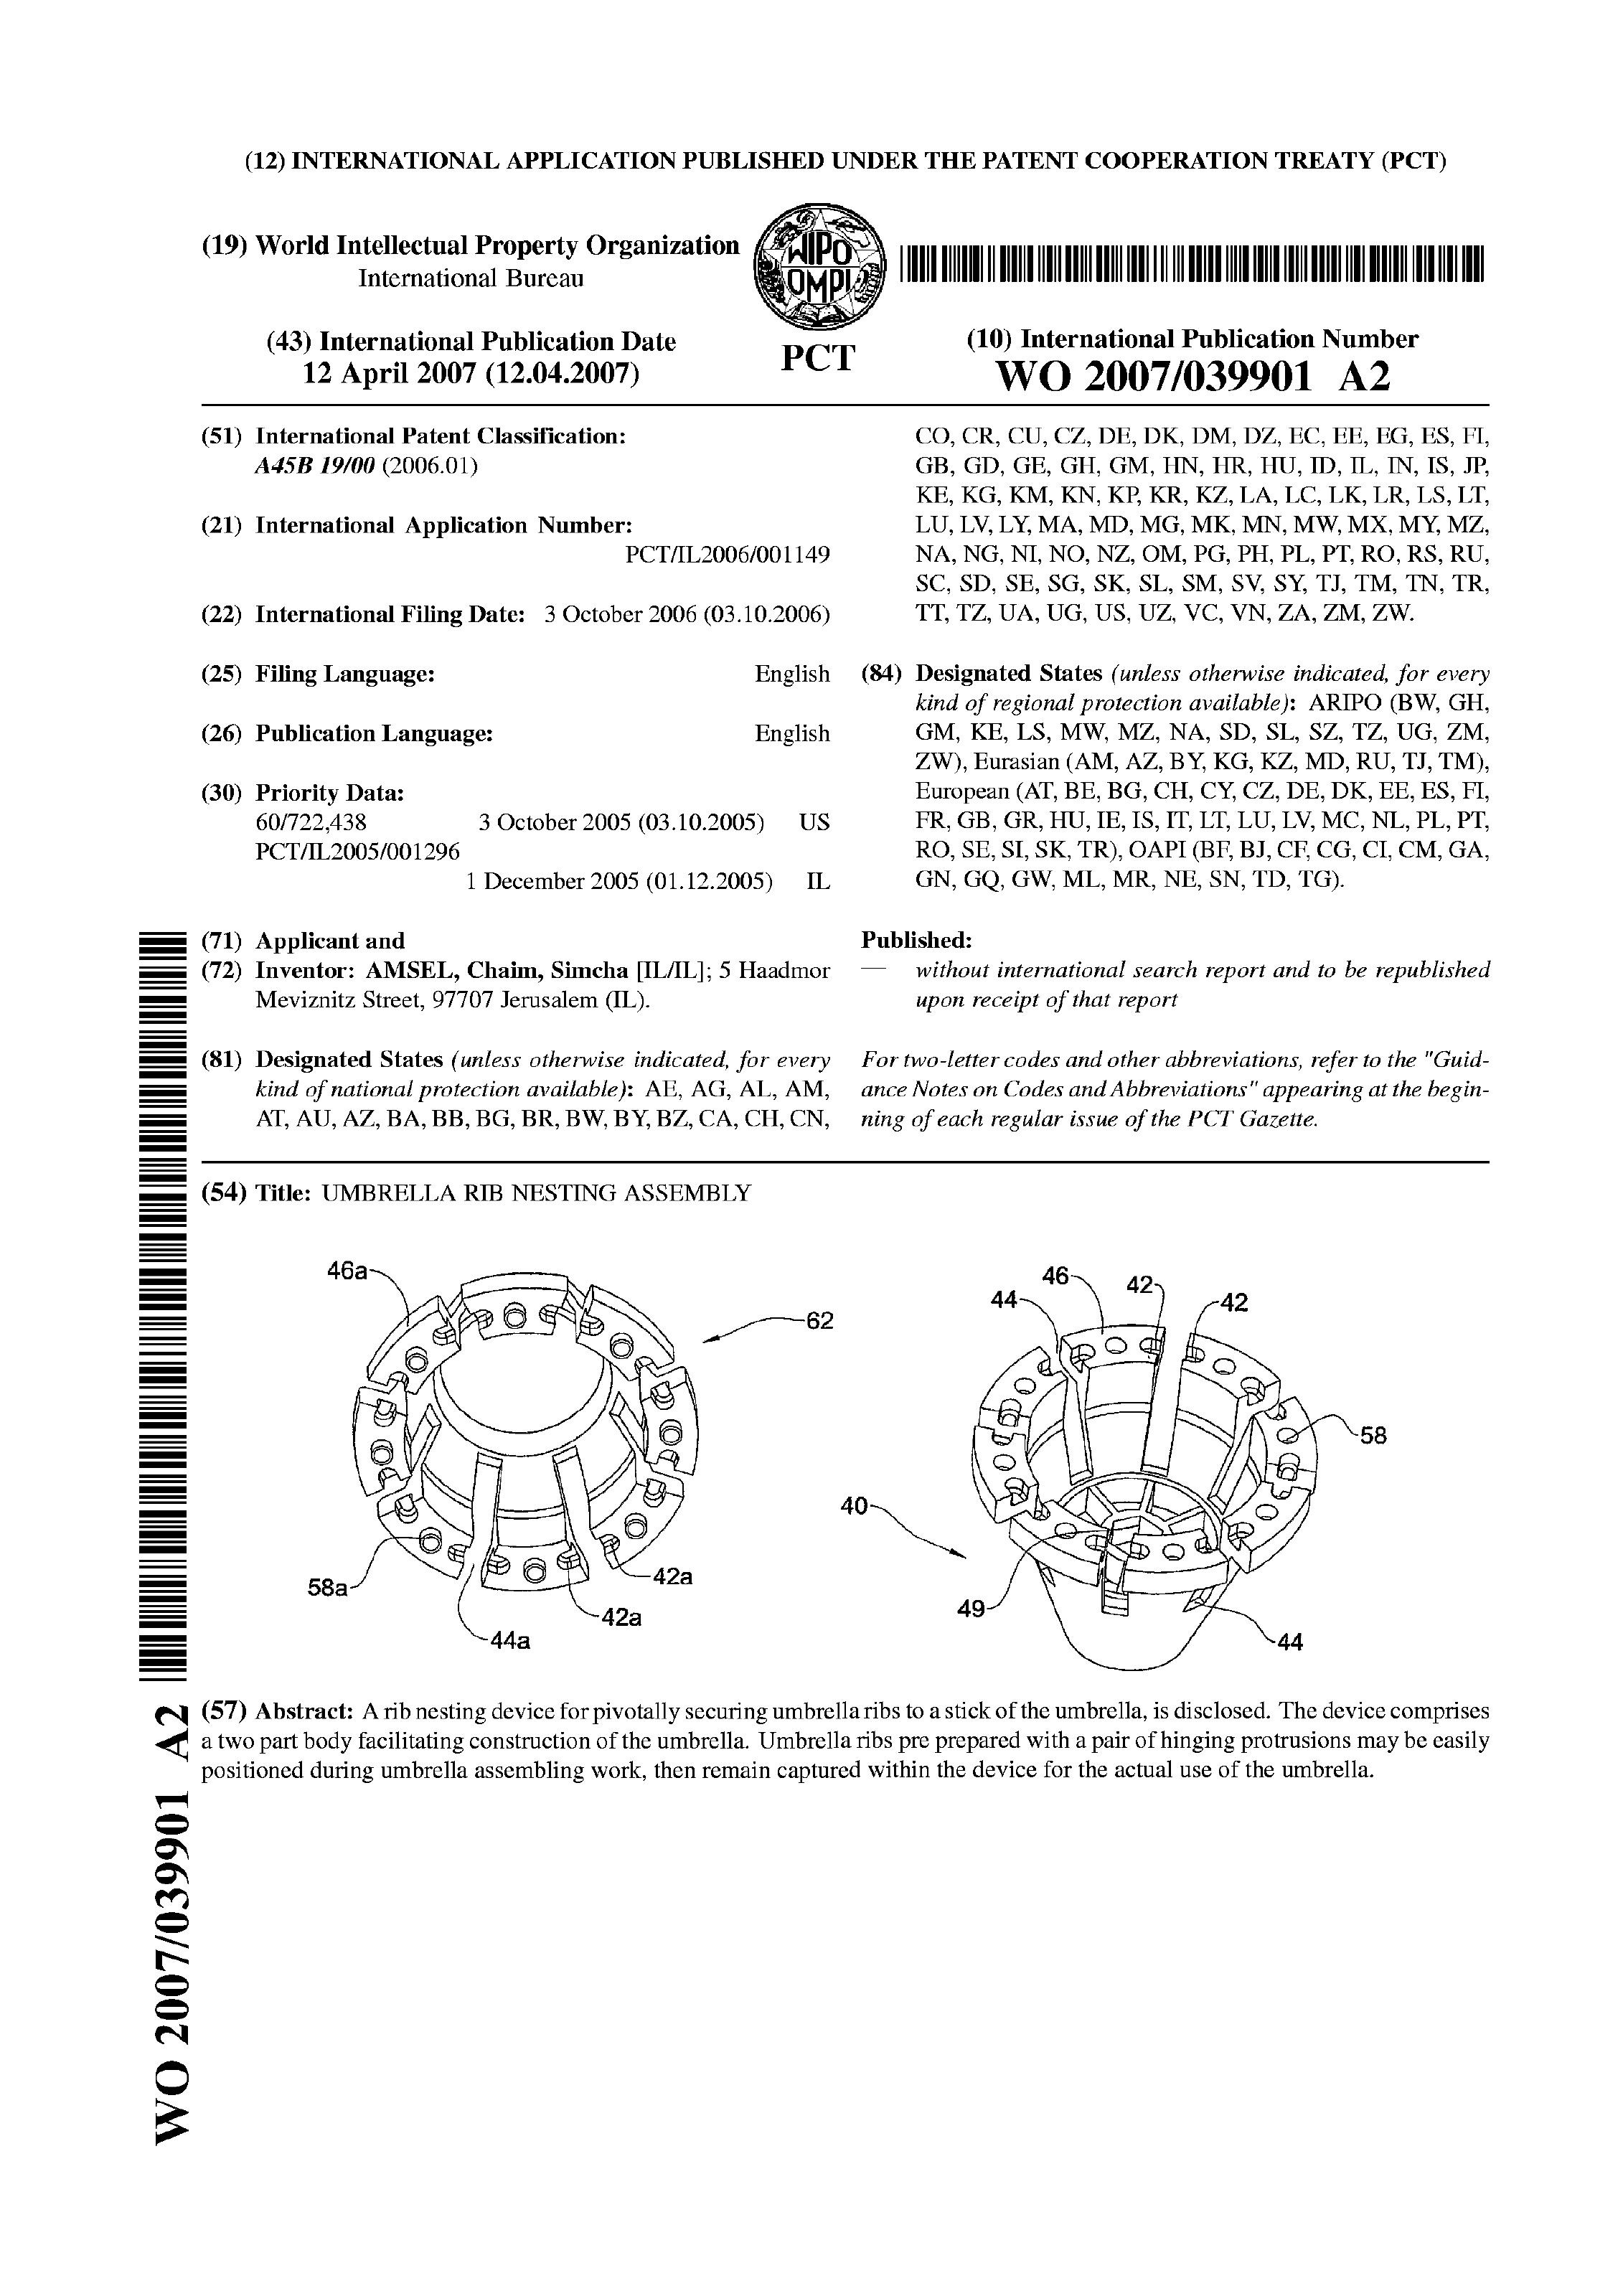 (12) INTERNATIONAL APPLICATION PUBLISHED UNDER THE PATENT COOPERATION TREATY (PCT)
(19) World Intellectual Property Organization
International Bureau
WIPO
OMPI
PCT
(43) International Publication Date
12 April 2007 (12.04.2007)
(10) International Publication Number
WO 2007/039901 A2
(51) International Patent Classification:
A45B 19/00 (2006.01)
(21) International Application Number:
PCT/IL2006/001149
(22) International Filing Date: 3 October 2006 (03.10.2006)
(25) Filing Language: English
(26) Publication Language: English
(30) Priority Data:
60/722,438 3 October 2005 (03.10.2005) US
PCT/IL2005/001296
1 December 2005 (01.12.2005) IL
(71) Applicant and
(72) Inventor: AMSEL, Chaim, Simcha [IL/IL]; 5 Haadmor
Meviznitz Street, 97707 Jerusalem (IL).
(81) Designated States (unless otherwise indicated, for every
kind of national protection available): AE, AG, AL, AM,
AT, AU, AZ, BA, BB, BG, BR, BW, BY, BZ, CA, CH, CN,
CO, CR, CU, CZ, DE, DK, DM, DZ, EC, EE, EG, ES, FI,
GB, GD, GE, GH, GM, HN, HR, HU, ID, IL, IN, IS, JP,
KE, KG, KM, KN, KP, KR, KZ, LA, LC, LK, LR, LS, LT,
LU, LV, LY, MA, MD, MG, MK, MN, MW, MX, MY, MZ,
NA, NG, NI, NO, NZ, OM, PG, PH, PL, PT, RO, RS, RU,
SC, SD, SE, SG, SK, SL, SM, SV, SY, TJ, TM, TN, TR,
TT, TZ, UA, UG, US, UZ, VC, VN, ZA, ZM, ZW.
(84) Designated States (unless otherwise indicated, for every
kind of regional protection available): ARIPO (BW, GH,
GM, KE, LS, MW, MZ, NA, SD, SL, SZ, TZ, UG, ZM,
ZW), Eurasian (AM, AZ, BY, KG, KZ, MD, RU, TJ, TM),
European (AT, BE, BG, CH, CY, CZ, DE, DK, EE, ES, FI,
FR, GB, GR, HU, IE, IS, IT, LT, LU, LV, MC, NL, PL, PT,
RO, SE, SI, SK, TR), OAPI (BF, BJ, CF, CG, CI, CM, GA,
GN, GQ, GW, ML, MR, NE, SN, TD, TG).
Published:
— without international search report and to be republished
upon receipt of that report
For two-letter codes and other abbreviations, refer to the "Guid-
ance Notes on Codes and Abbreviations" appearing at the begin-
ning of each regular issue of the PCT Gazette.
(54) Title: UMBRELLA RIB NESTING ASSEMBLY
46a
62
58a
44a
42a
42a
46
42
44
42
58
40
49
44
(57) Abstract: A rib nesting device for pivotally securing umbrella ribs to a stick of the umbrella, is disclosed. The device comprises
a two part body facilitating construction of the umbrella. Umbrella ribs pre prepared with a pair of hinging protrusions may be easily
positioned during umbrella assembling work, then remain captured within the device for the actual use of the umbrella.
WO 2007/039901 A2